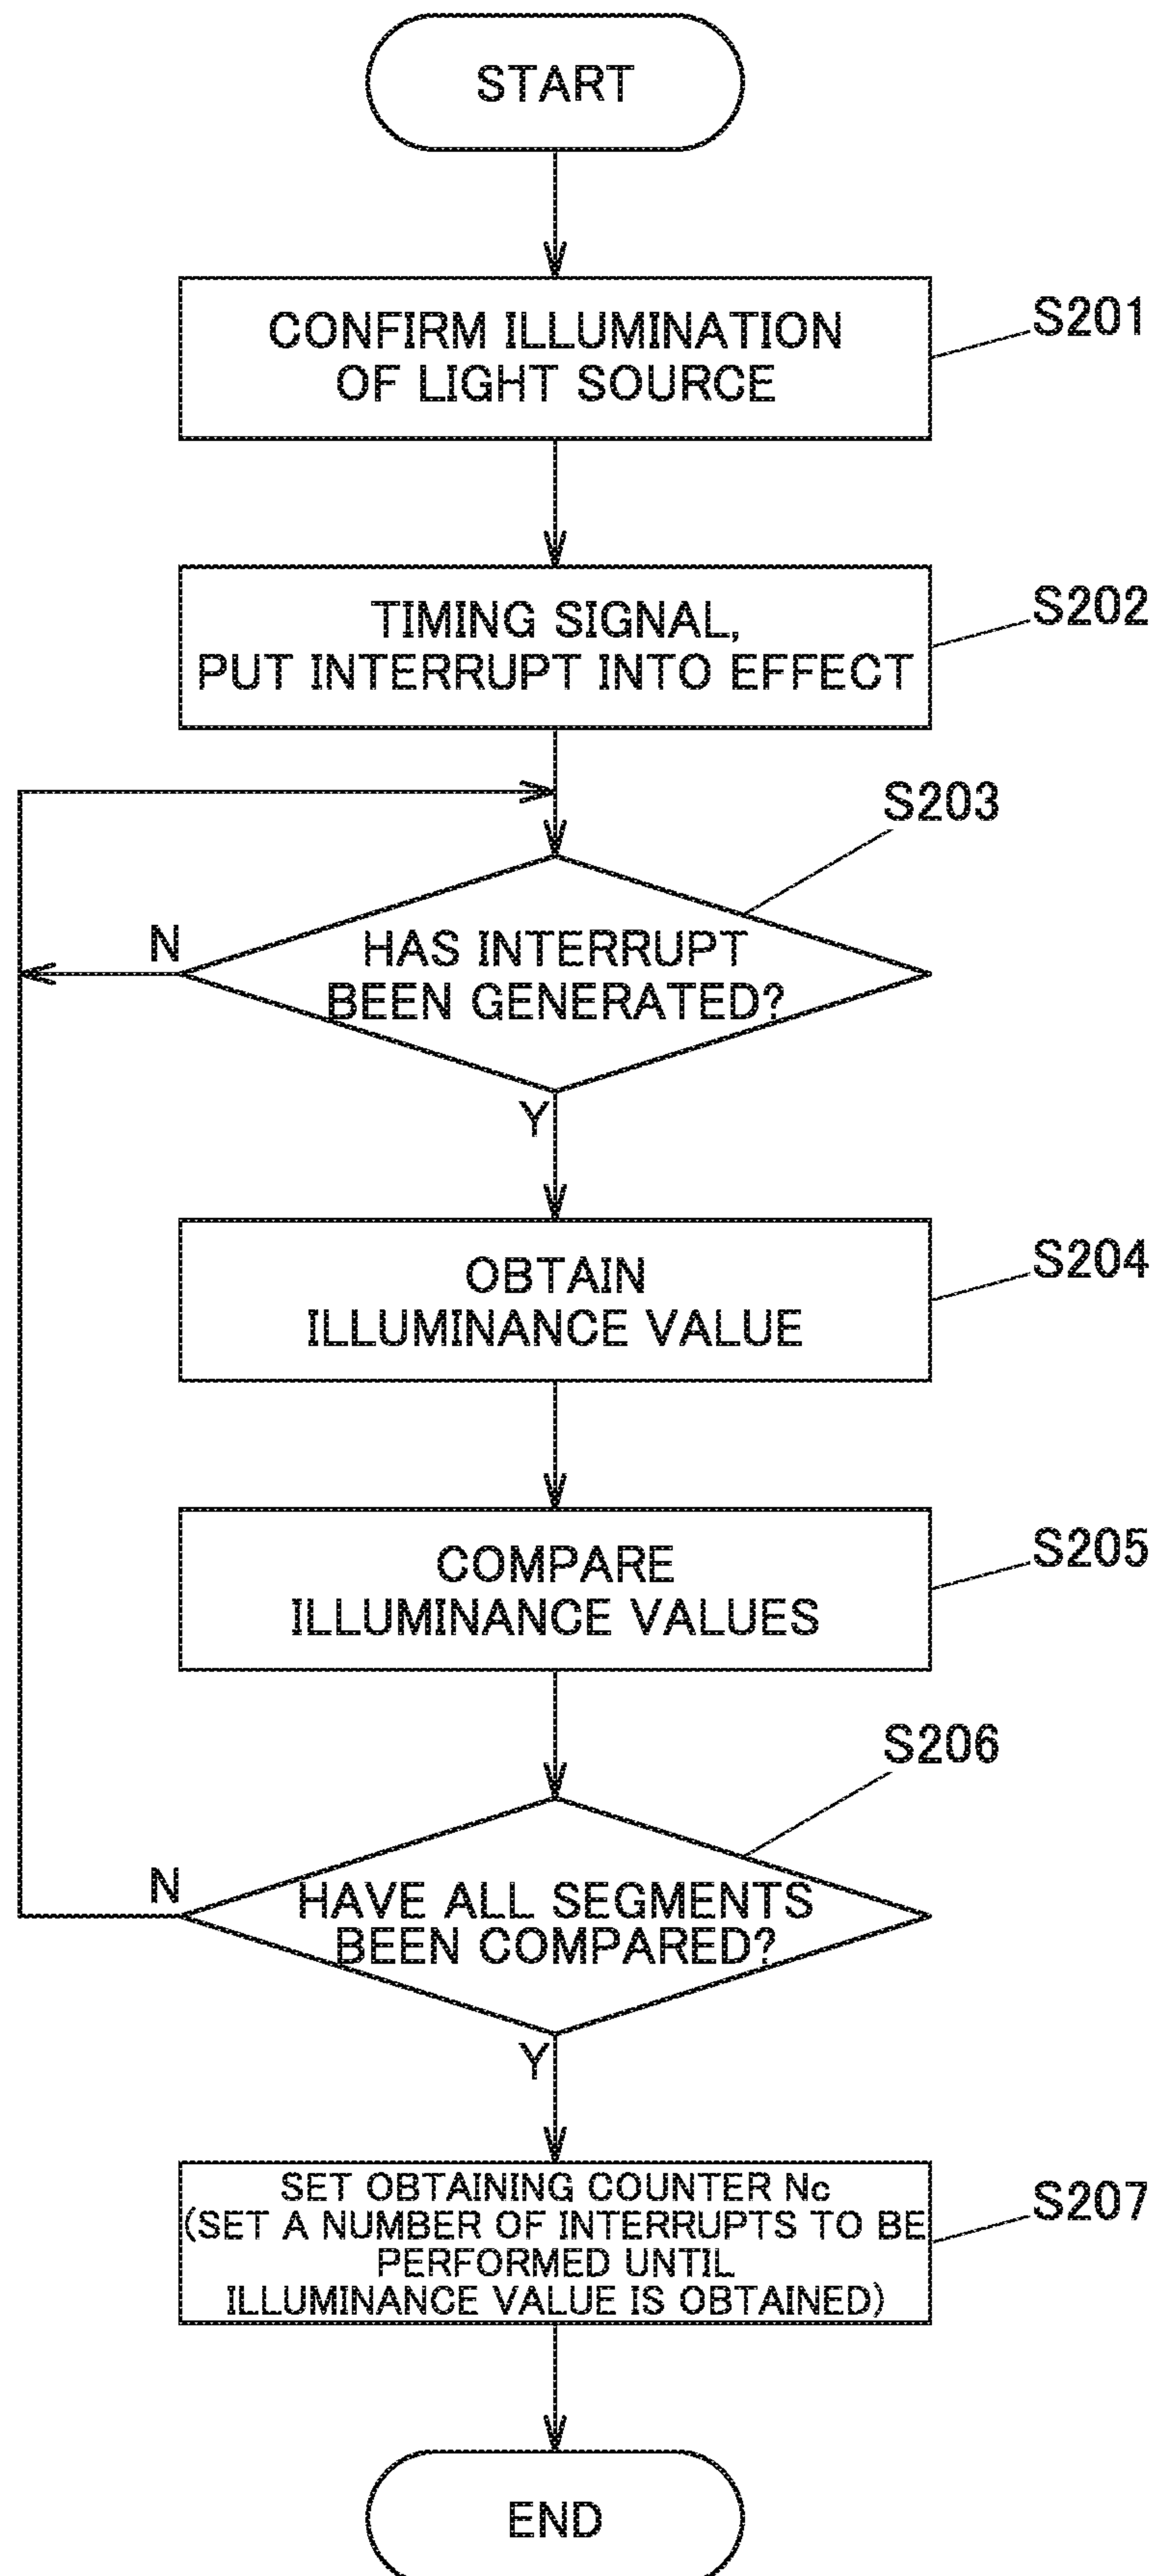 START
CONFIRM ILLUMINATION
OF LIGHT SOURCE
S201
TIMING SIGNAL,
PUT INTERRUPT INTO EFFECT
S202
S203
HAS INTERRUPT
BEEN GENERATED?
N
Y
OBTAIN
ILLUMINANCE VALUE
S204
COMPARE
ILLUMINANCE VALUES
S205
S206
HAVE ALL SEGMENTS
BEEN COMPARED?
N
Y
SET OBTAINING COUNTER Nc
(SET A NUMBER OF INTERRUPTS TO BE
PERFORMED UNTIL
ILLUMINANCE VALUE IS OBTAINED)
S207
END